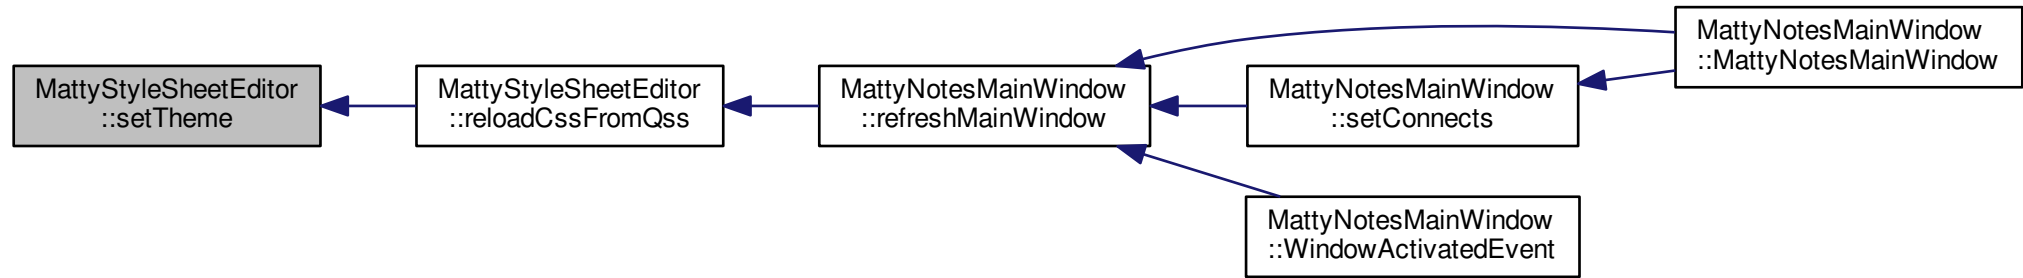 MattyStyleSheetEditor
::setTheme
MattyStyleSheetEditor
::reloadCssFromQss
MattyNotesMainWindow
::refreshMainWindow
MattyNotesMainWindow
::setConnects
MattyNotesMainWindow
::MattyNotesMainWindow
MattyNotesMainWindow
::WindowActivatedEvent